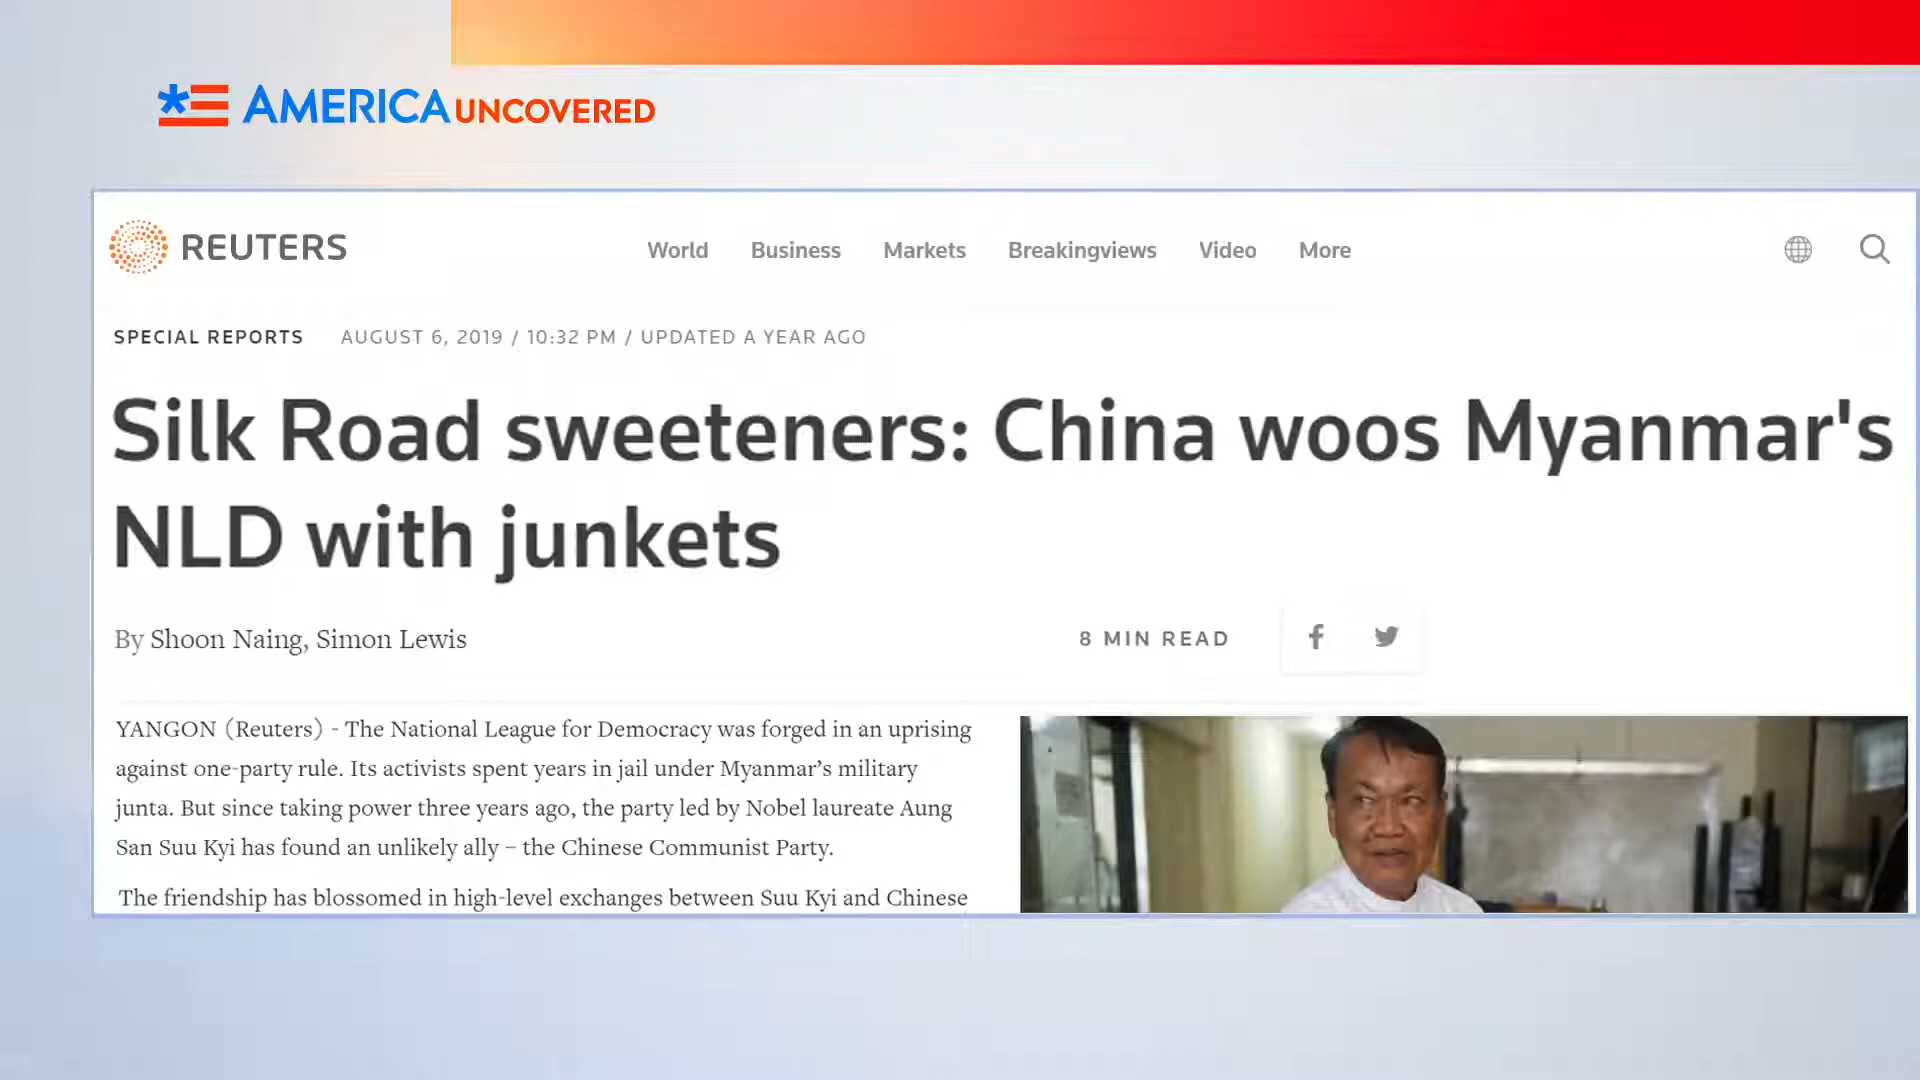 AMERICA UNCOVERED
REUTERS
World Business Markets Breakingviews Video More
SPECIAL REPORTS AUGUST 6, 2019 / 10:32 PM / UPDATED A YEAR AGO
Silk Road sweeteners: China woos Myanmar's
NLD with junkets
By Shoon Naing, Simon Lewis
8 MIN READ
YANGON (Reuters) - The National League for Democracy was forged in an uprising
against one-party rule. Its activists spent years in jail under Myanmar’s military
junta. But since taking power three years ago, the party led by Nobel laureate Aung
San Suu Kyi has found an unlikely ally – the Chinese Communist Party.
The friendship has blossomed in high-level exchanges between Suu Kyi and Chinese